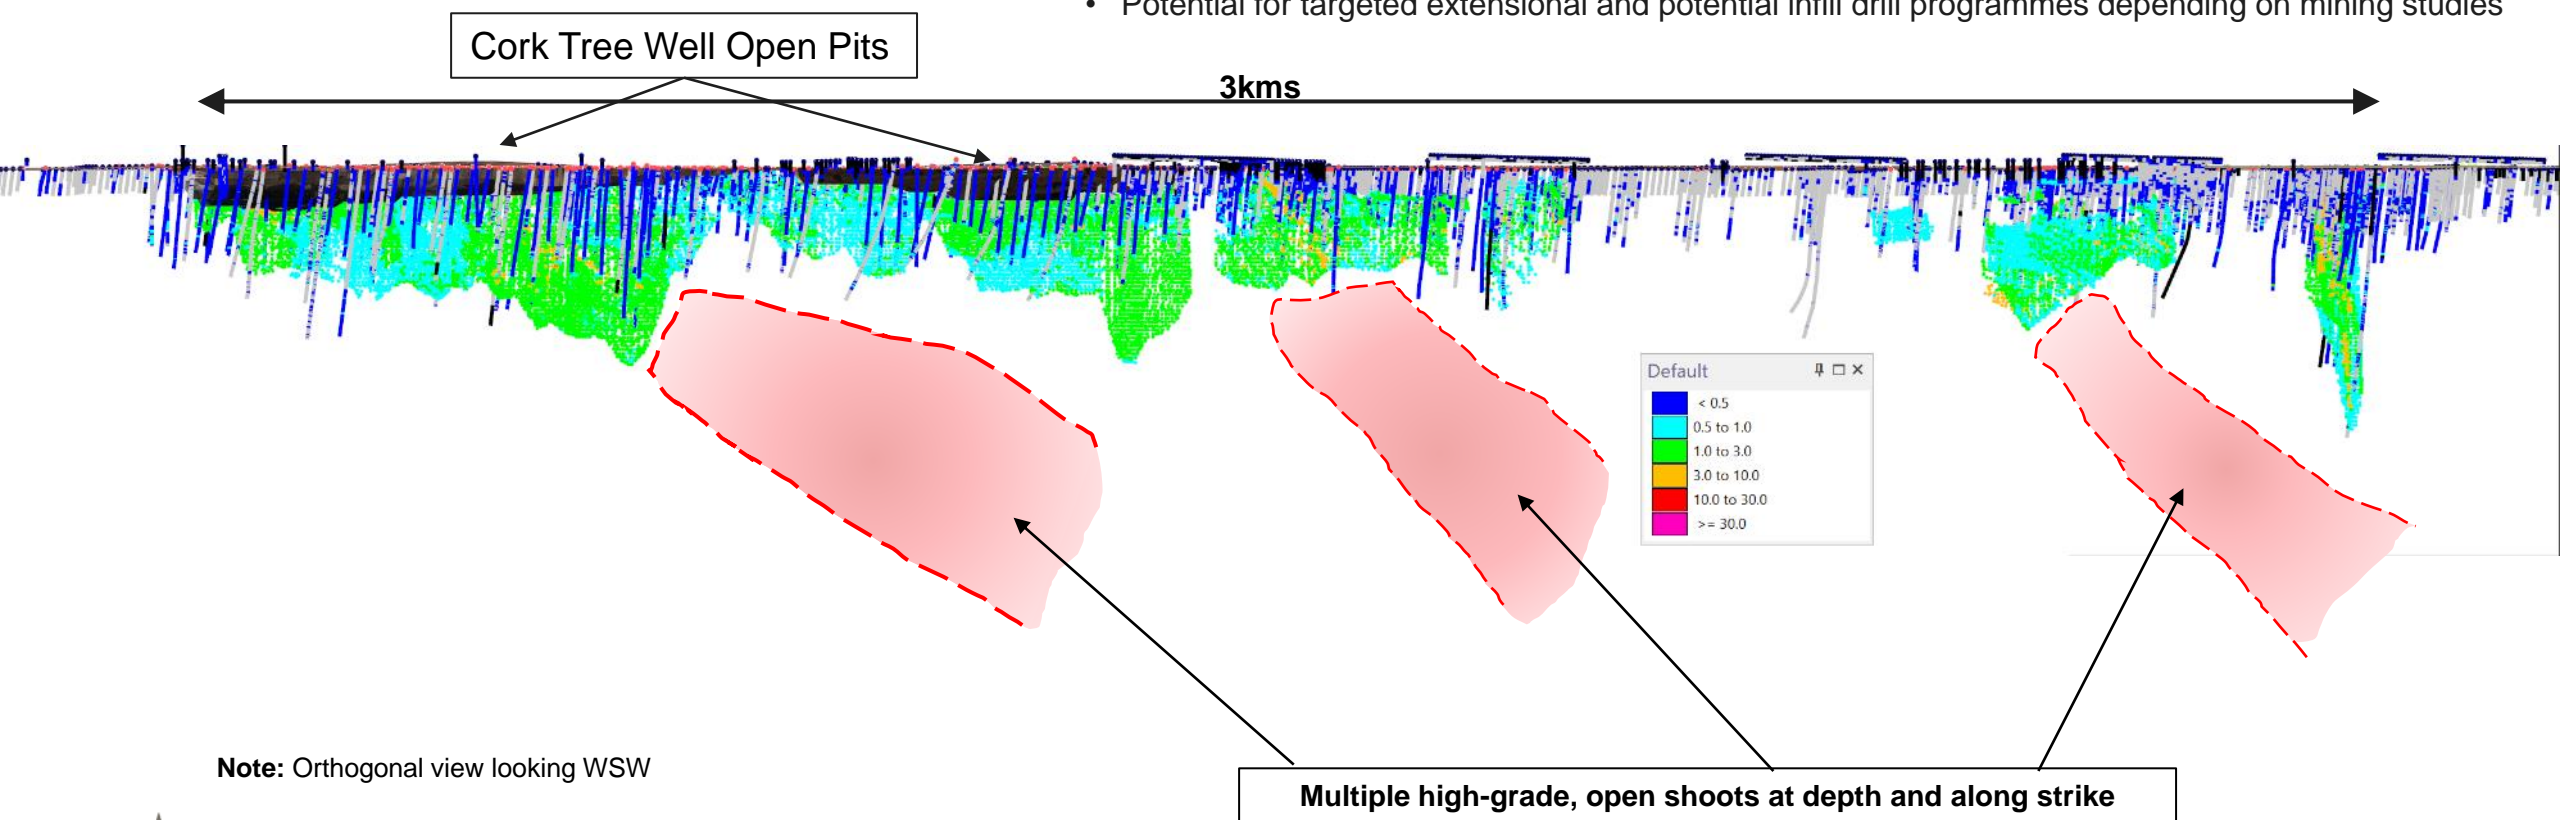 • Potential for targeted extensional and potential infill drill programmes depending on mining studies
Cork Tree Well Open Pits
3kms
Default
< 0.5
0.5 to 1.0
1.0 to 3.0
3.0 to 10.0
10.0 to 30.0
>= 30.0
Note: Orthogonal view looking WSW
Multiple high-grade, open shoots at depth and along strike